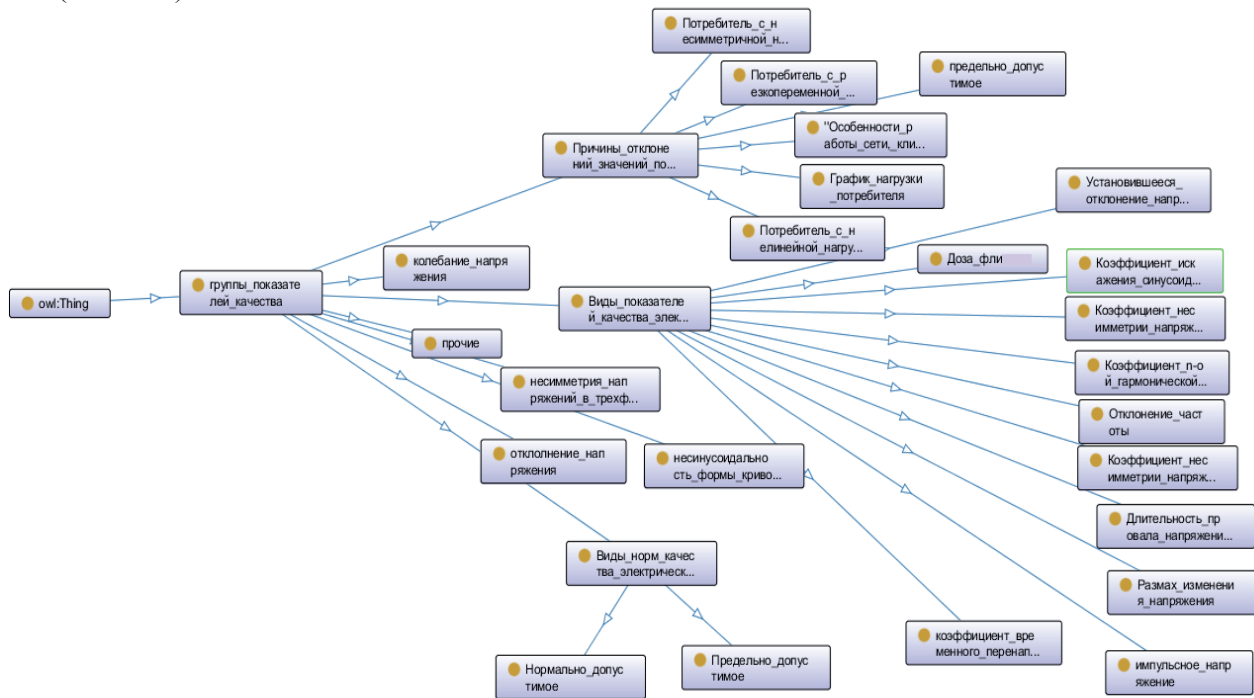 Потребитель_с_н
есимметричной_н...
Потребитель_с_р
езкопеременной_...
предельно_допус
тимое
"Особенности_р
аботы_сети,_кли...
Причины_отклоне
ний_значений_по...
График_нагрузки
_потребителя
Установившееся_
отклонение_напр...
Потребитель_с_н
елинейной_нагру...
колебание_напря
жения
Доза_фли
Коэффициент_иск
ажения_синусоид...
группы_показате
лей_качества
owl:Thing
Виды_показателе
й_качества_элек...
Коэффициент_нес
имметрии_напряж...
прочие
Коэффициент_n-о
й_гармонической...
несимметрия_нап
ряжений_в_трехф...
Отклонение_част
оты
отклолнение_нап
ряжения
несинусоидально
сть_формы_криво...
Коэффициент_нес
имметрии_напряж...
Длительность_пр
овала_напряжени...
Виды_норм_качес
тва_электрическ...
Размах_изменени
я_напряжения
коэффициент_вре
менного_перенап...
Нормально_допус
тимое
Предельно_допус
тимое
импульсное_напр
яжение